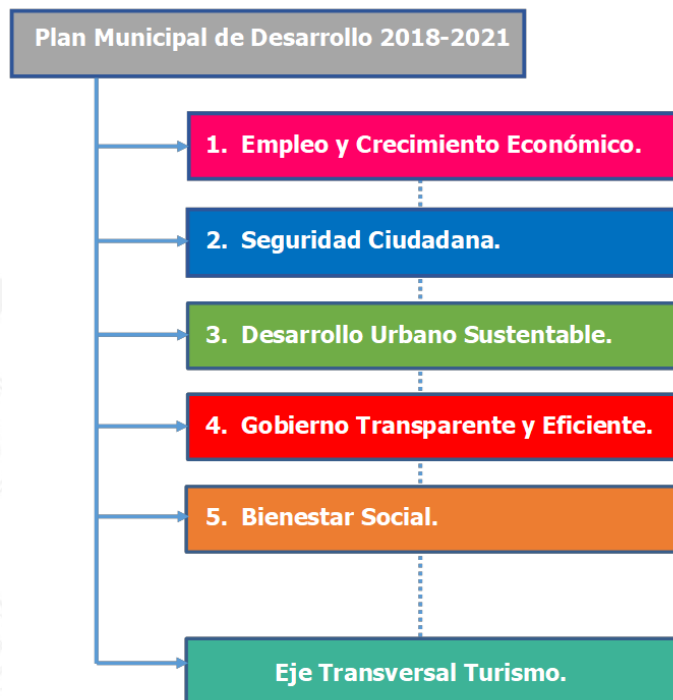 Plan Municipal de Desarrollo 2018-2021
1. Empleo y Crecimiento Económico.
2. Seguridad Ciudadana.
3. Desarrollo Urbano Sustentable.
4. Gobierno Transparente y Eficiente.
5. Bienestar Social.
Eje Transversal Turismo.